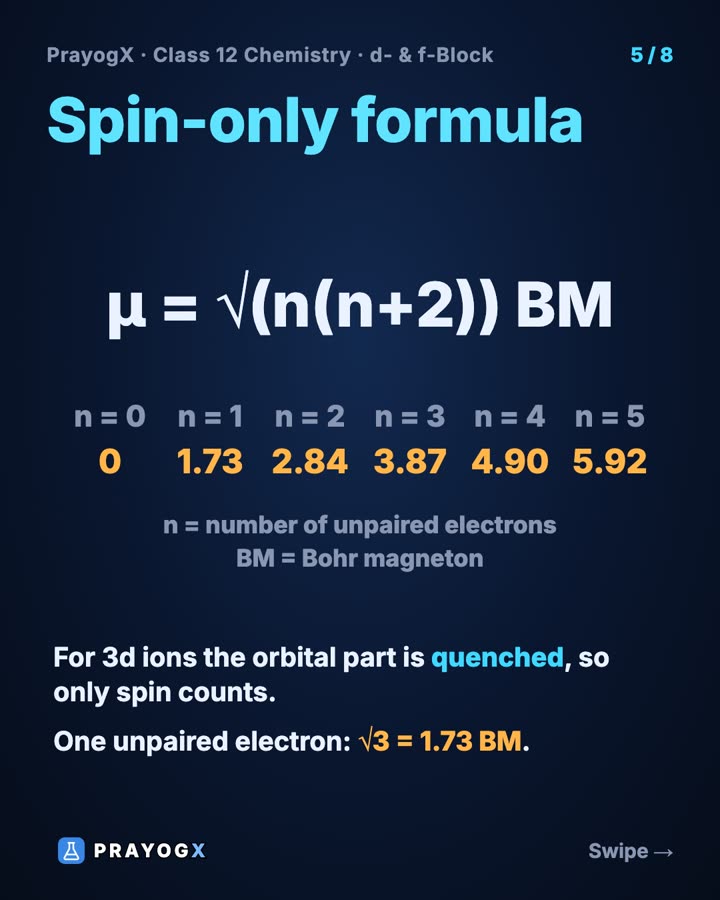 PrayogX · Class 12 Chemistry · d- & f-Block 5 / 8
Spin-only formula
μ = √(n(n+2)) BM
n = 0 n = 1 n = 2 n = 3 n = 4 n = 5
0 1.73 2.84 3.87 4.90 5.92
n = number of unpaired electrons
BM = Bohr magneton
For 3d ions the orbital part is quenched, so
only spin counts.
One unpaired electron: √3 = 1.73 BM.
PRAYOGX Swipe →